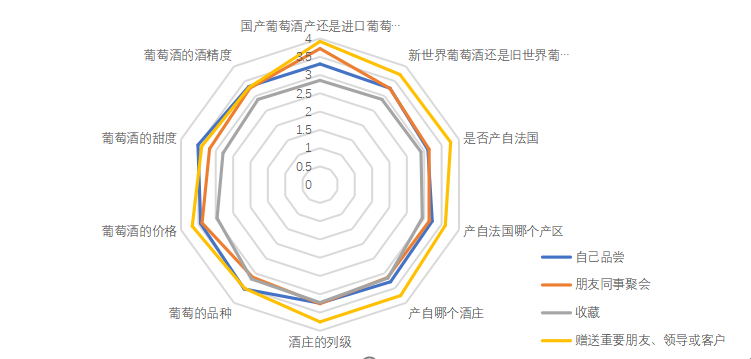 国产葡萄酒产还是进口葡萄…
新世界葡萄酒还是旧世界葡…
是否产自法国
产自法国哪个产区
产自哪个酒庄
酒庄的列级
葡萄的品种
葡萄酒的价格
葡萄酒的甜度
葡萄酒的酒精度
4
3.5
3
2.5
2
1.5
1
0.5
0
自己品尝
朋友同事聚会
收藏
赠送重要朋友、领导或客户